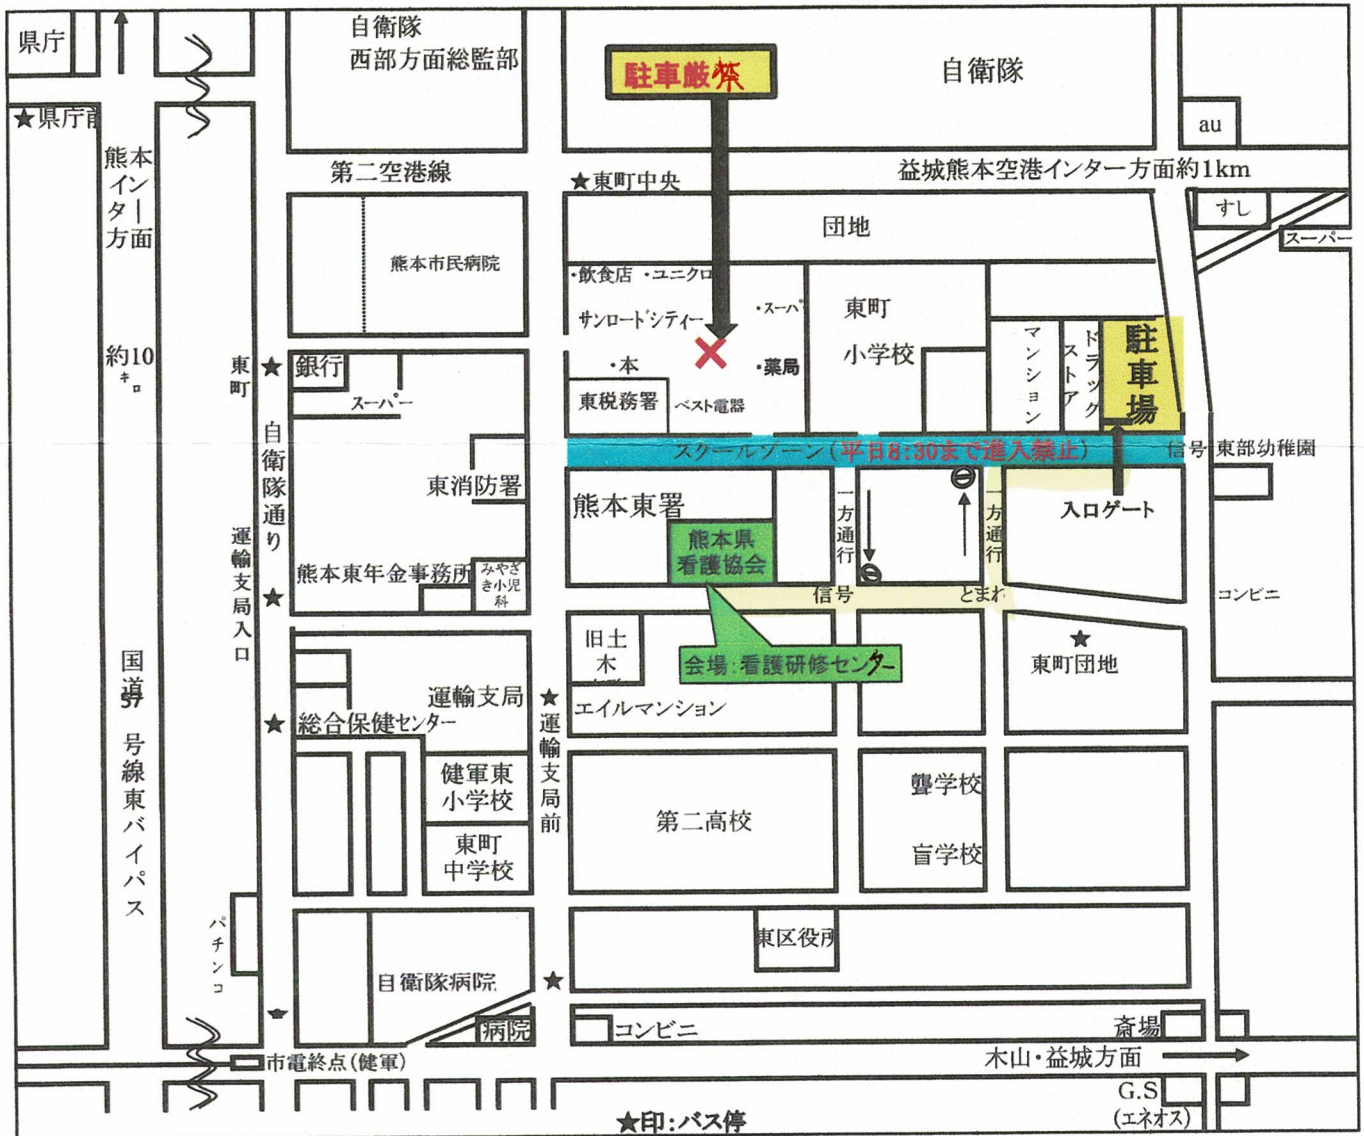 県庁
自衛隊
西部方面総監部
駐車厳禁
自衛隊
au
★県庁前
熊本インター方面
約10キロ
第二空港線
★東町中央
益城熊本空港インター方面約1km
すし
スーパー
団地
熊本市民病院
・飲食店 ・ユニクロ
サンロードシティー
・スーパ
・本
・薬局
東税務署
ベスト電器
東町
小学校
マンション
ドラッグ
ストア
駐車場
東町
★
銀行
スーパー
自衛隊通り
スクールゾーン(平日8:30まで進入禁止)
信号
東部幼稚園
東消防署
熊本東署
熊本県
看護協会
一方通行
一方通行
入口ゲート
運輸支局入口
★
熊本東年金事務所
みやざ
き小児
科
信号
とまれ
コンビニ
旧土
木
会場:看護研修センター
★
東町団地
国道57号線東バイパス
運輸支局
★運輸支局前
エイルマンション
★総合保健センター
健軍東
小学校
東町
中学校
第二高校
聾学校
盲学校
パチンコ
東区役所
自衛隊病院
★
★
病院
コンビニ
斎場
市電終点(健軍)
木山・益城方面
G.S
(エネオス)
★印:バス停